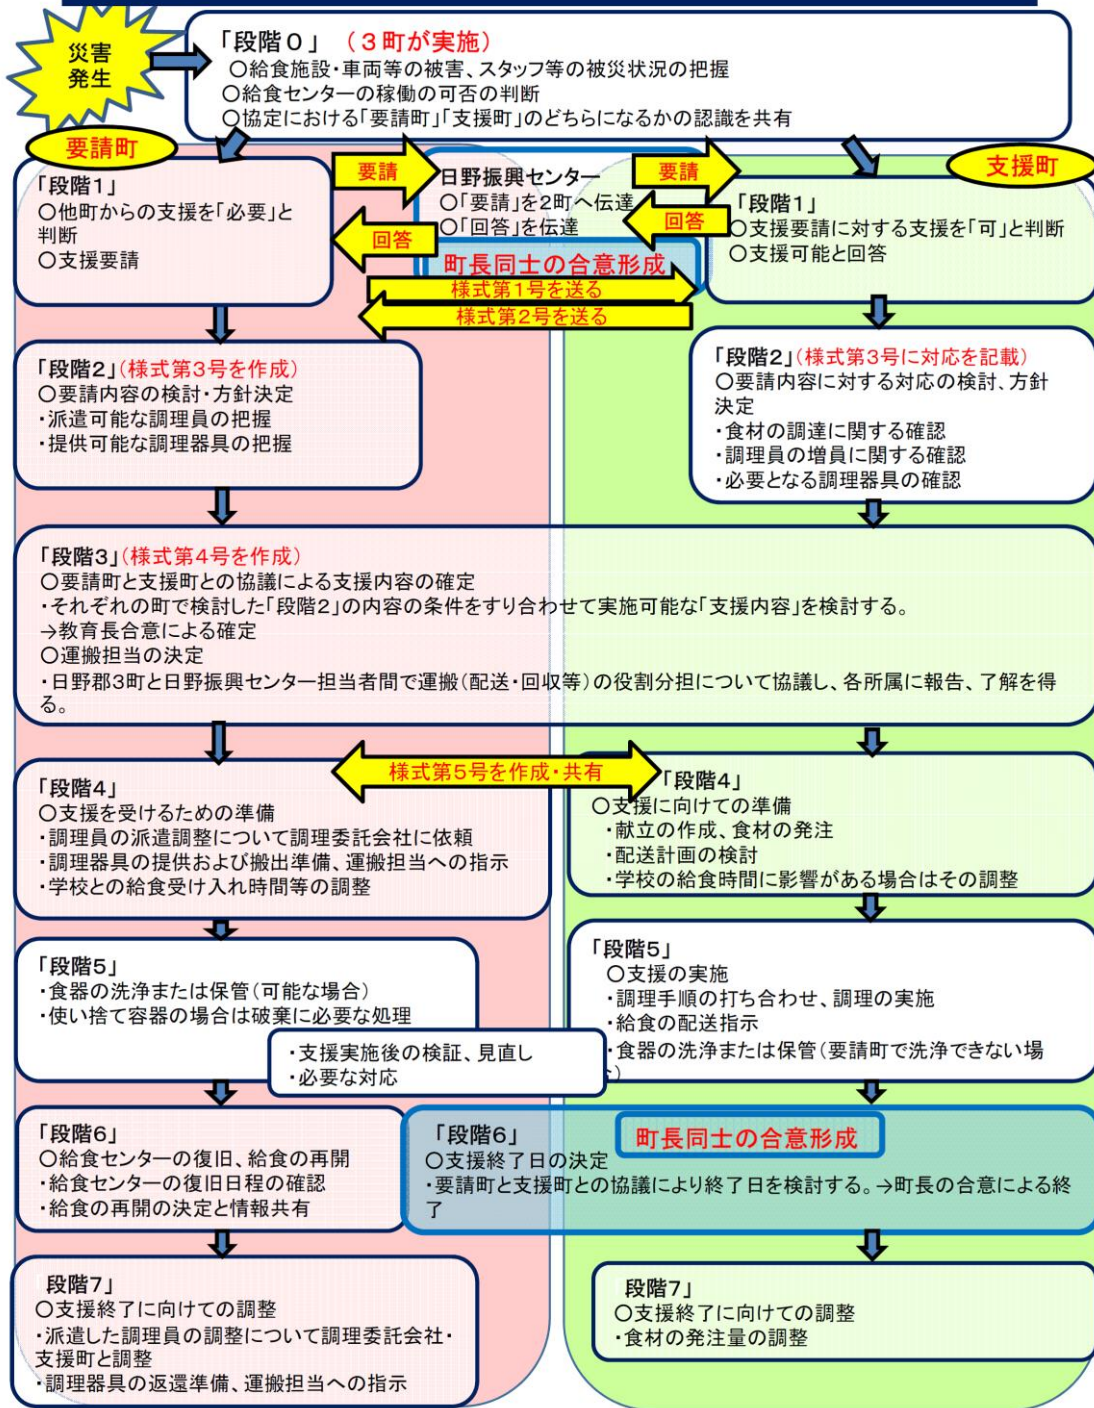 災害
発生
「段階０」 （３町が実施）
○給食施設・車両等の被害、スタッフ等の被災状況の把握
○給食センターの稼働の可否の判断
○協定における「要請町」「支援町」のどちらになるかの認識を共有
要請町
支援町
「段階1」
○他町からの支援を「必要」と
判断
○支援要請
要請
回答
日野振興センター
○「要請」を2町へ伝達
○「回答」を伝達
要請
回答
町長同士の合意形成
様式第1号を送る
様式第2号を送る
「段階1」
○支援要請に対する支援を「可」と判断
○支援可能と回答
「段階2」(様式第3号を作成)
○要請内容の検討・方針決定
・派遣可能な調理員の把握
・提供可能な調理器具の把握
「段階2」(様式第3号に対応を記載)
○要請内容に対する対応の検討、方針
決定
・食材の調達に関する確認
・調理員の増員に関する確認
・必要となる調理器具の確認
「段階3」(様式第4号を作成)
○要請町と支援町との協議による支援内容の確定
・それぞれの町で検討した「段階2」の内容の条件をすり合わせて実施可能な「支援内容」を検討する。
→教育長合意による確定
○運搬担当の決定
・日野郡3町と日野振興センター担当者間で運搬(配送・回収等)の役割分担について協議し、各所属に報告、了解を得
る。
様式第5号を作成・共有
「段階4」
○支援を受けるための準備
・調理員の派遣調整について調理委託会社に依頼
・調理器具の提供および搬出準備、運搬担当への指示
・学校との給食受け入れ時間等の調整
「段階4」
○支援に向けての準備
・献立の作成、食材の発注
・配送計画の検討
・学校の給食時間に影響がある場合はその調整
「段階5」
・食器の洗浄または保管(可能な場合)
・使い捨て容器の場合は破棄に必要な処理
「段階5」
○支援の実施
・調理手順の打ち合わせ、調理の実施
・給食の配送指示
・食器の洗浄または保管(要請町で洗浄できない場
)
・支援実施後の検証、見直し
・必要な対応
「段階6」
○給食センターの復旧、給食の再開
・給食センターの復旧日程の確認
・給食の再開の決定と情報共有
「段階6」
町長同士の合意形成
○支援終了日の決定
・要請町と支援町との協議により終了日を検討する。→町長の合意による終
了
「段階7」
○支援終了に向けての調整
・派遣した調理員の調整について調理委託会社・
支援町と調整
・調理器具の返還準備、運搬担当への指示
段階7」
○支援終了に向けての調整
・食材の発注量の調整